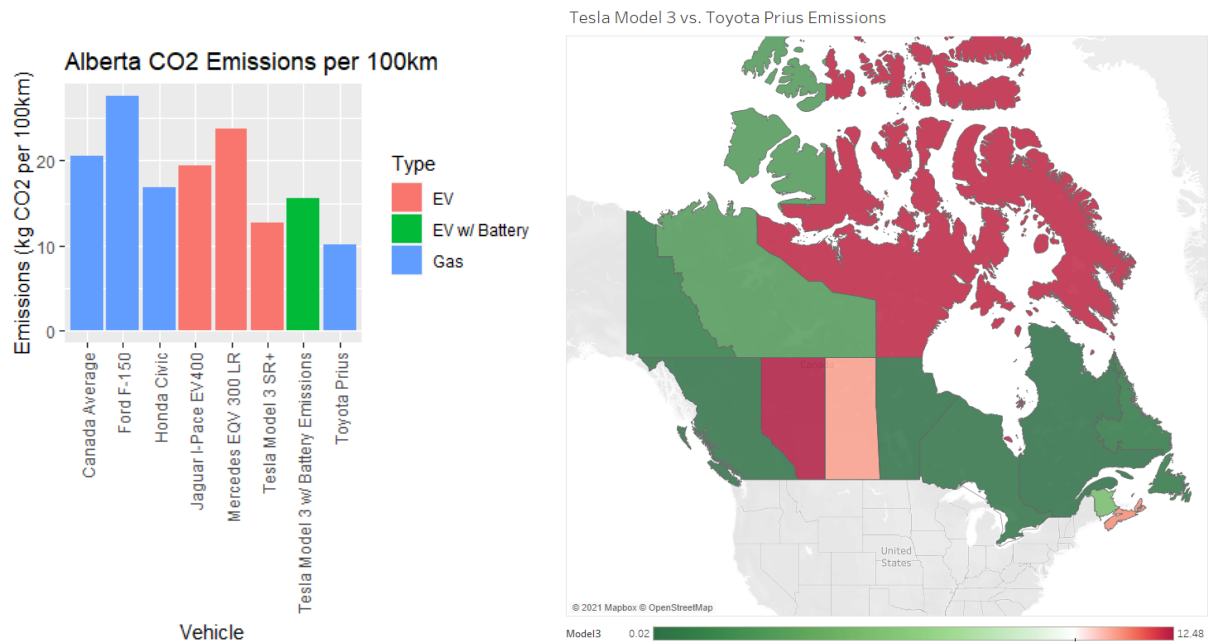 Alberta CO2 Emissions per 100km
Emissions (kg CO2 per 100km)
20
10
0
Canada Average
Ford F-150
Honda Civic
Jaguar I-Pace EV400
Mercedes EQV 300 LR
Tesla Model 3 SR+
Tesla Model 3 w/ Battery Emissions
Toyota Prius
Vehicle
Type
EV
EV w/ Battery
Gas
Tesla Model 3 vs. Toyota Prius Emissions
Canada
United
States
© 2021 Mapbox © OpenStreetMap
Model3
0.02
12.48